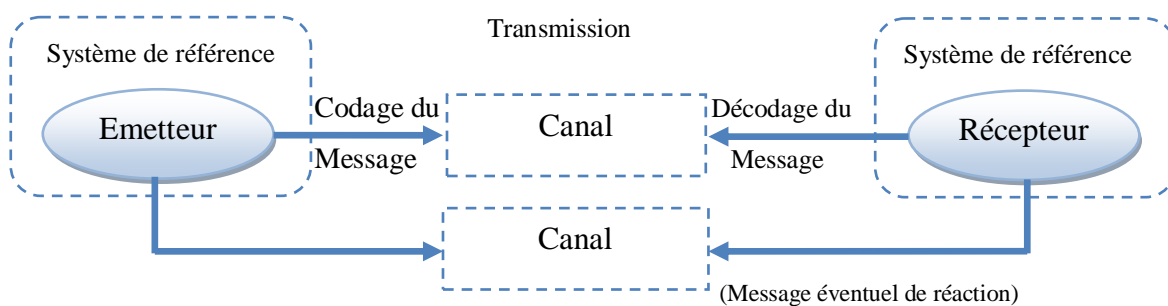 Transmission
Système de référence
Système de référence
Emetteur
Codage du
Message
Canal
Décodage du
Message
Récepteur
Canal
(Message éventuel de réaction)